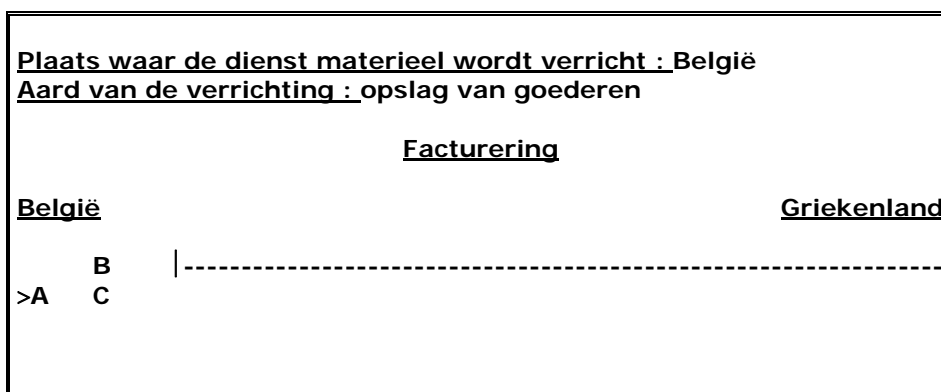 Plaats waar de dienst materieel wordt verricht : België
Aard van de verrichting : opslag van goederen
Facturering
België Griekenland
B |------------------------------------------------------------------
>A C